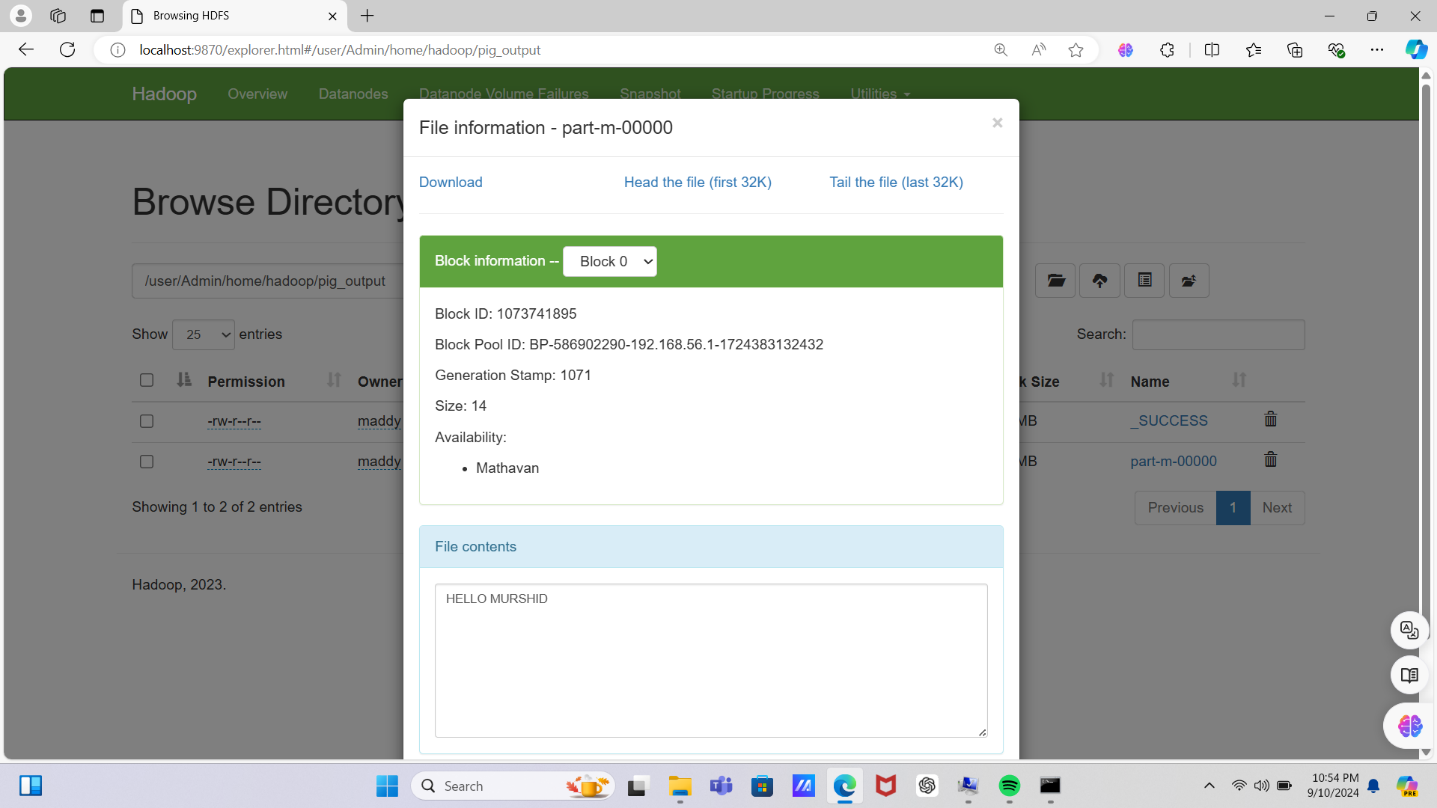 Browsing HDFS
localhost:9870/explorer.html#/user/Admin/home/hadoop/pig_output
Hadoop Overview Datanodes Datanode Volume Failures Snapshot Startup Progress Utilities
File information - part-m-00000
×
Download Head the file (first 32K) Tail the file (last 32K)
Browse Directory
Block information -- Block 0
/user/Admin/home/hadoop/pig_output
Block ID: 1073741895
Block Pool ID: BP-586902290-192.168.56.1-1724383132432
Generation Stamp: 1071
Size: 14
Availability:
• Mathavan
Show 25 entries
Search:
Permission Owner k Size Name
-rw-r--r-- maddy MB _SUCCESS
-rw-r--r-- maddy MB part-m-00000
Showing 1 to 2 of 2 entries
Previous 1 Next
File contents
HELLO MURSHID
Hadoop, 2023.
Search
10:54 PM
9/10/2024
PRE